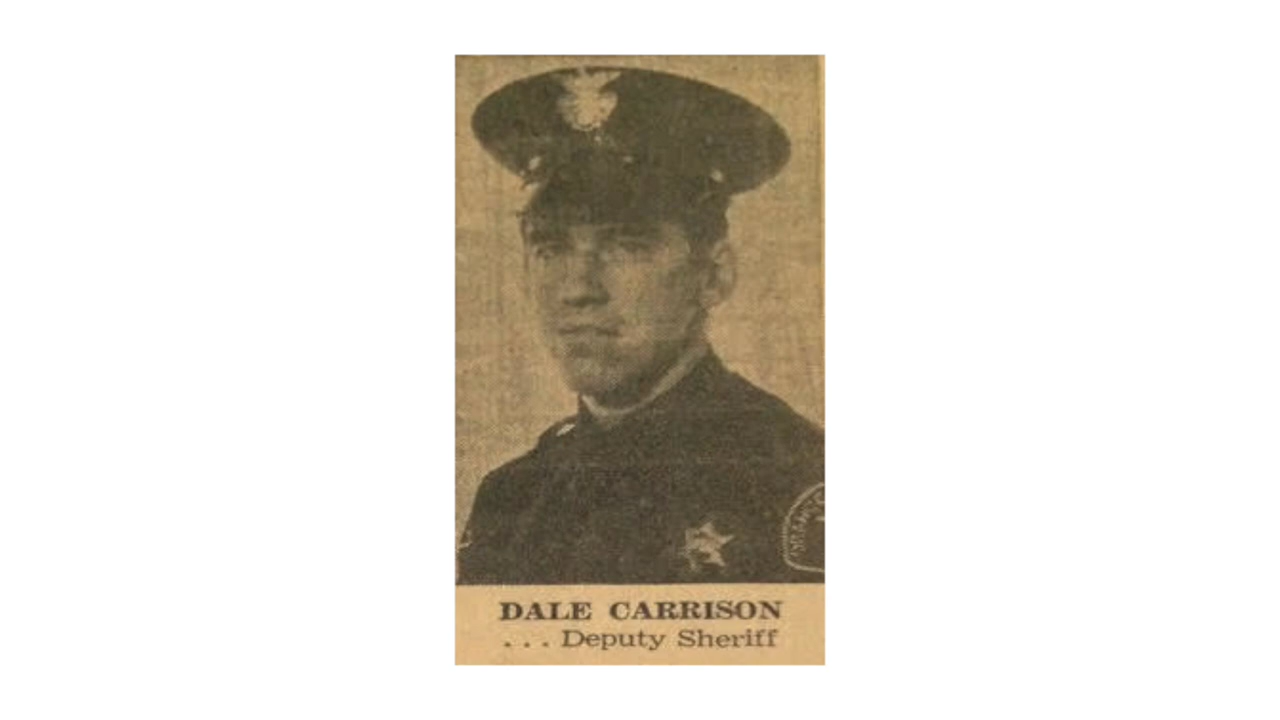 DALE CARRISON
. . . Deputy Sheriff